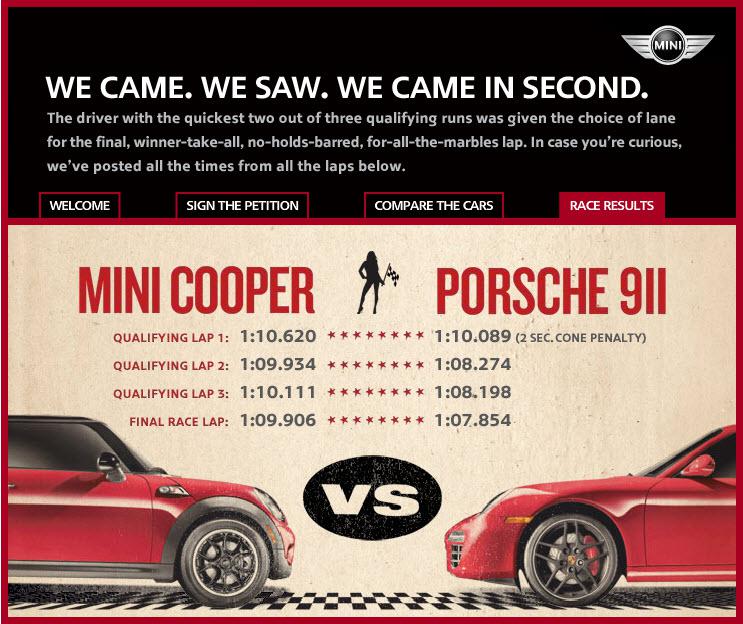 MINI
WE CAME. WE SAW. WE CAME IN SECOND.
The driver with the quickest two out of three qualifying runs was given the choice of lane
for the final, winner-take-all, no-holds-barred, for-all-the-marbles lap. In case you're curious,
we've posted all the times from all the laps below.
WELCOME SIGN THE PETITION COMPARE THE CARS RACE RESULTS
MINI COOPER PORSCHE 911
QUALIFYING LAP 1: 1:10.620 ★★★★★★★★ 1:10.089 (2 SEC. CONE PENALTY)
QUALIFYING LAP 2: 1:09.934 ★★★★★★★★ 1:08.274
QUALIFYING LAP 3: 1:10.111 ★★★★★★★★ 1:08.198
FINAL RACE LAP: 1:09.906 ★★★★★★★★ 1:07.854
VS